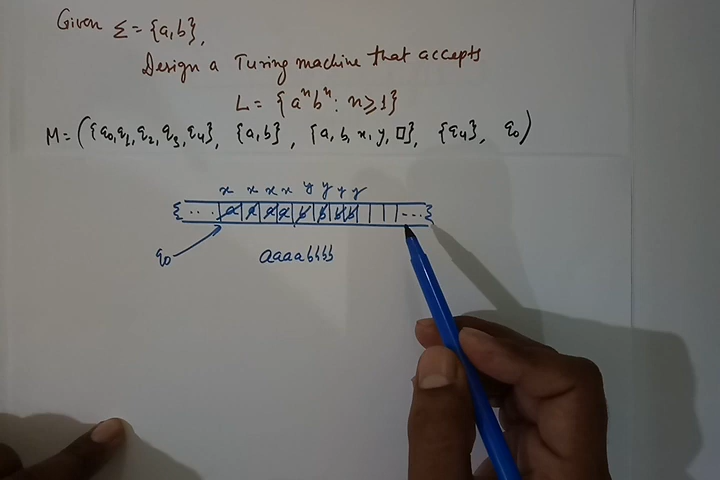 Given Σ = {a,b},
Design a Turing machine that accepts
L = {aⁿbⁿ : n ≥ 1}
M = ({q₀,q₁,q₂,q₃,q₄}, {a,b}, {a,b,x,y,□}, {q₄}, q₀)
x x x x y y y y
{ ... a a a a b b b b ... }
q₀ aaaabbbb